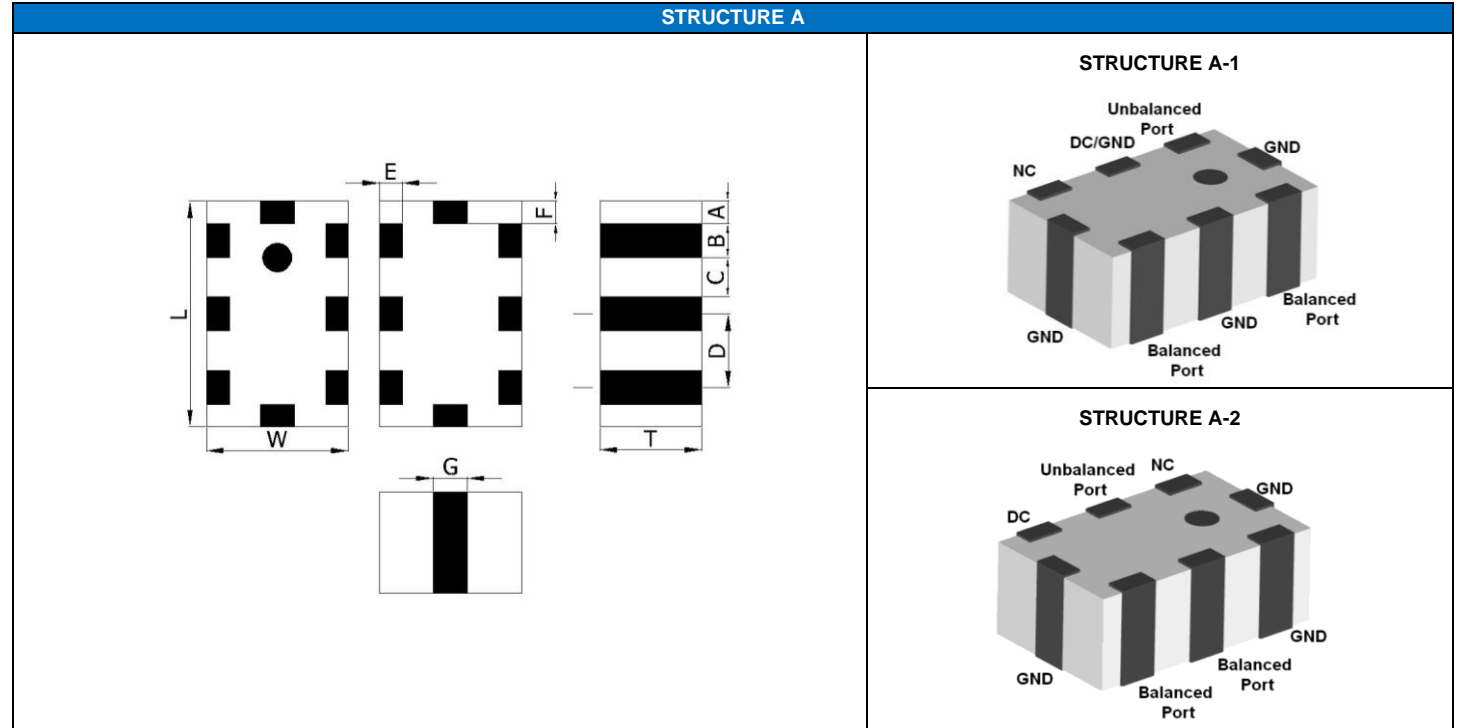 STRUCTURE A
E
F
A
B
C
D
L
W
T
G
STRUCTURE A-1
Unbalanced
Port
DC/GND
GND
NC
Balanced
Port
GND
GND
Balanced
Port
STRUCTURE A-2
NC
Unbalanced
Port
GND
DC
GND
Balanced
Port
GND
Balanced
Port